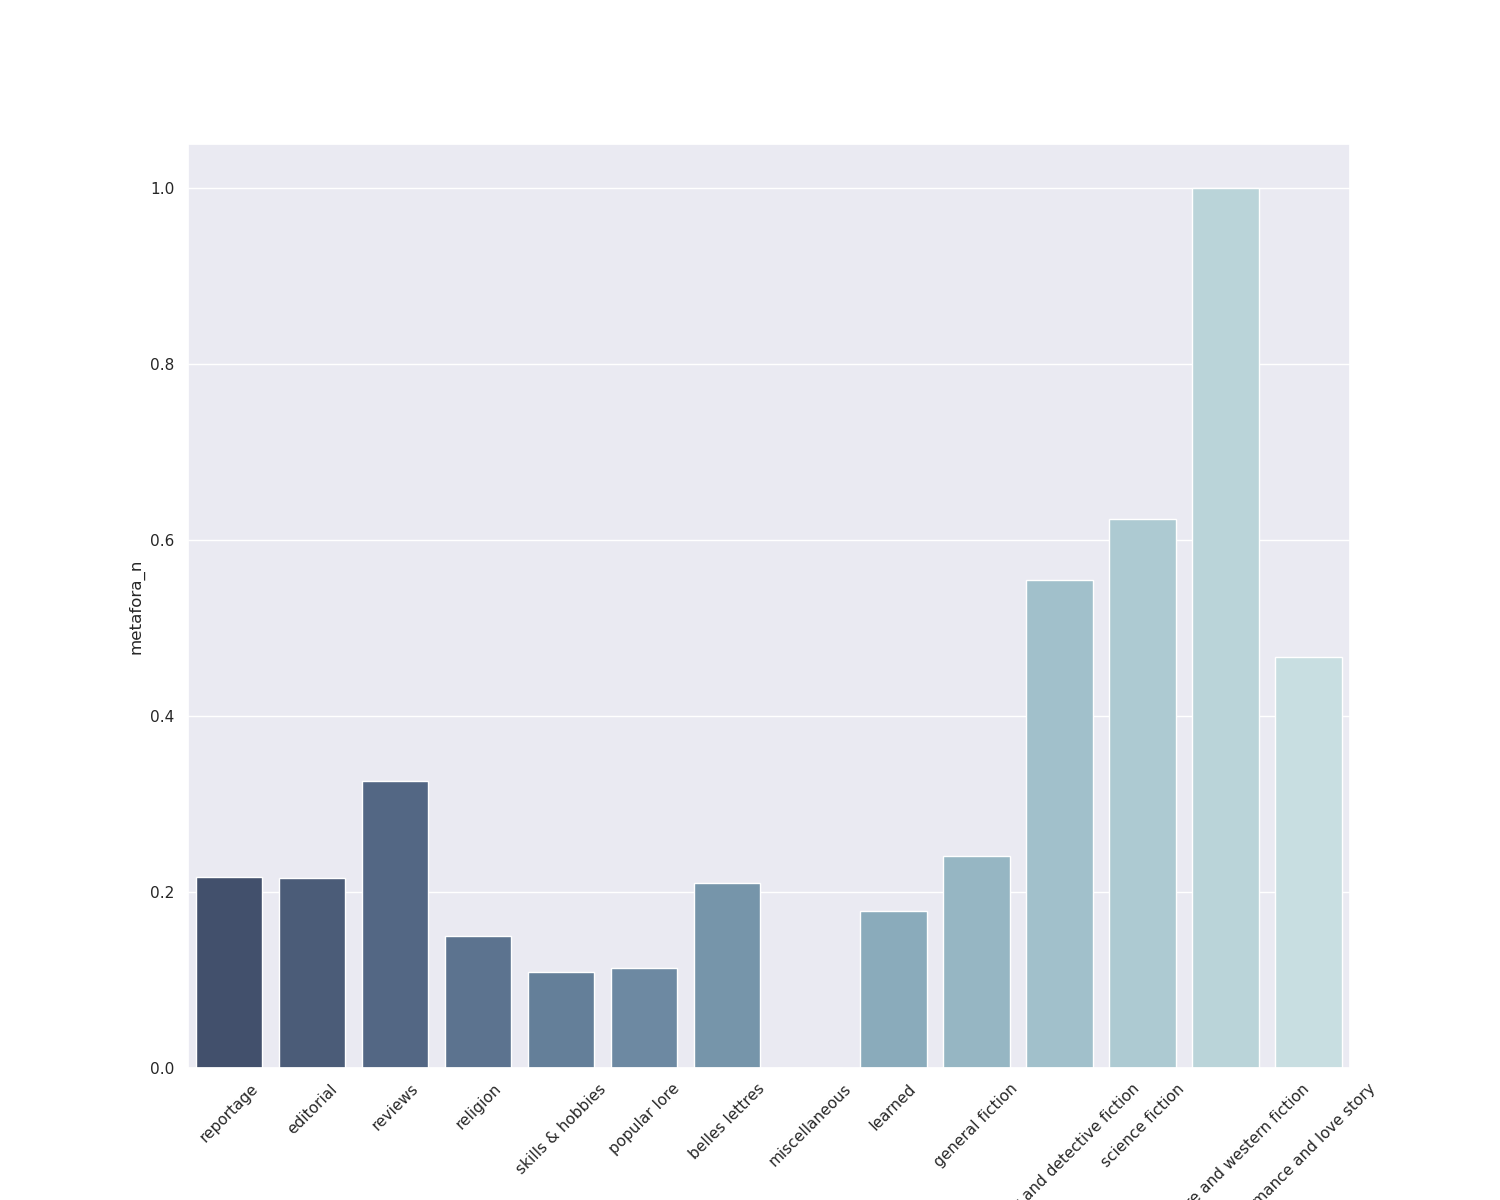 1.0
0.8
0.6
0.4
0.2
0.0
metafora_n
reportage
editorial
reviews
religion
skills & hobbies
popular lore
belles lettres
miscellaneous
learned
general fiction
and detective fiction
science fiction
and western fiction
and love story